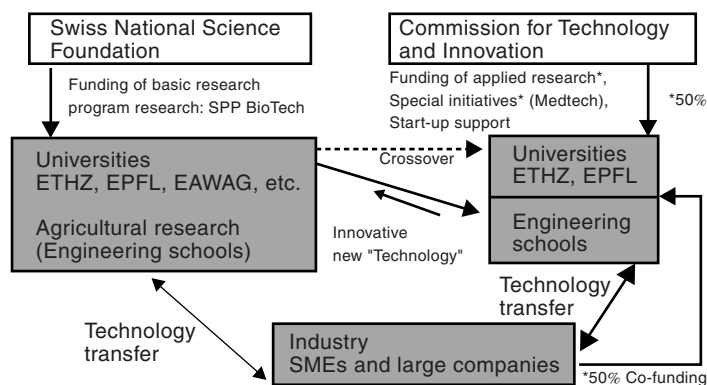 Swiss National Science
Foundation
Commission for Technology
and Innovation
Funding of basic research
program research: SPP BioTech
Funding of applied research*,
Special initiatives* (Medtech),
Start-up support
*50%
Universities
ETHZ, EPFL, EAWAG, etc.
Agricultural research
(Engineering schools)
Crossover
Innovative
new "Technology"
Universities
ETHZ, EPFL
Engineering
schools
Technology
transfer
Technology
transfer
Industry
SMEs and large companies
*50% Co-funding